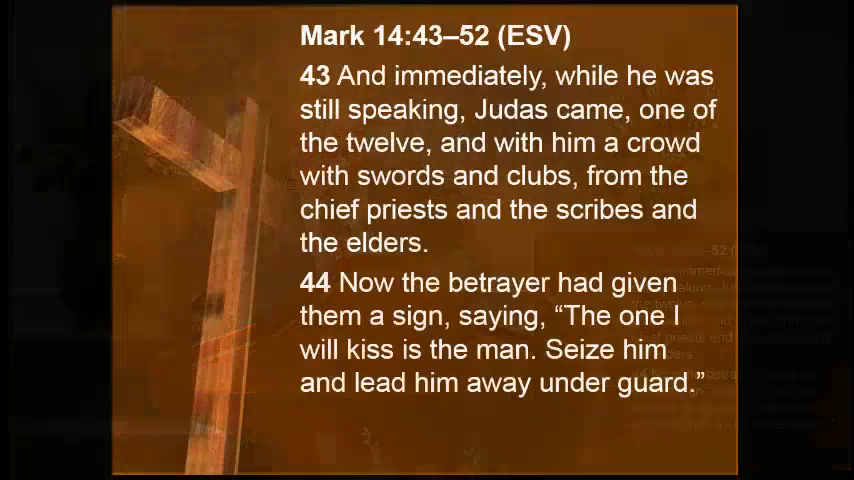 Mark 14:43–52 (ESV)
43 And immediately, while he was
still speaking, Judas came, one of
the twelve, and with him a crowd
with swords and clubs, from the
chief priests and the scribes and
the elders.
44 Now the betrayer had given
them a sign, saying, “The one I
will kiss is the man. Seize him
and lead him away under guard.”